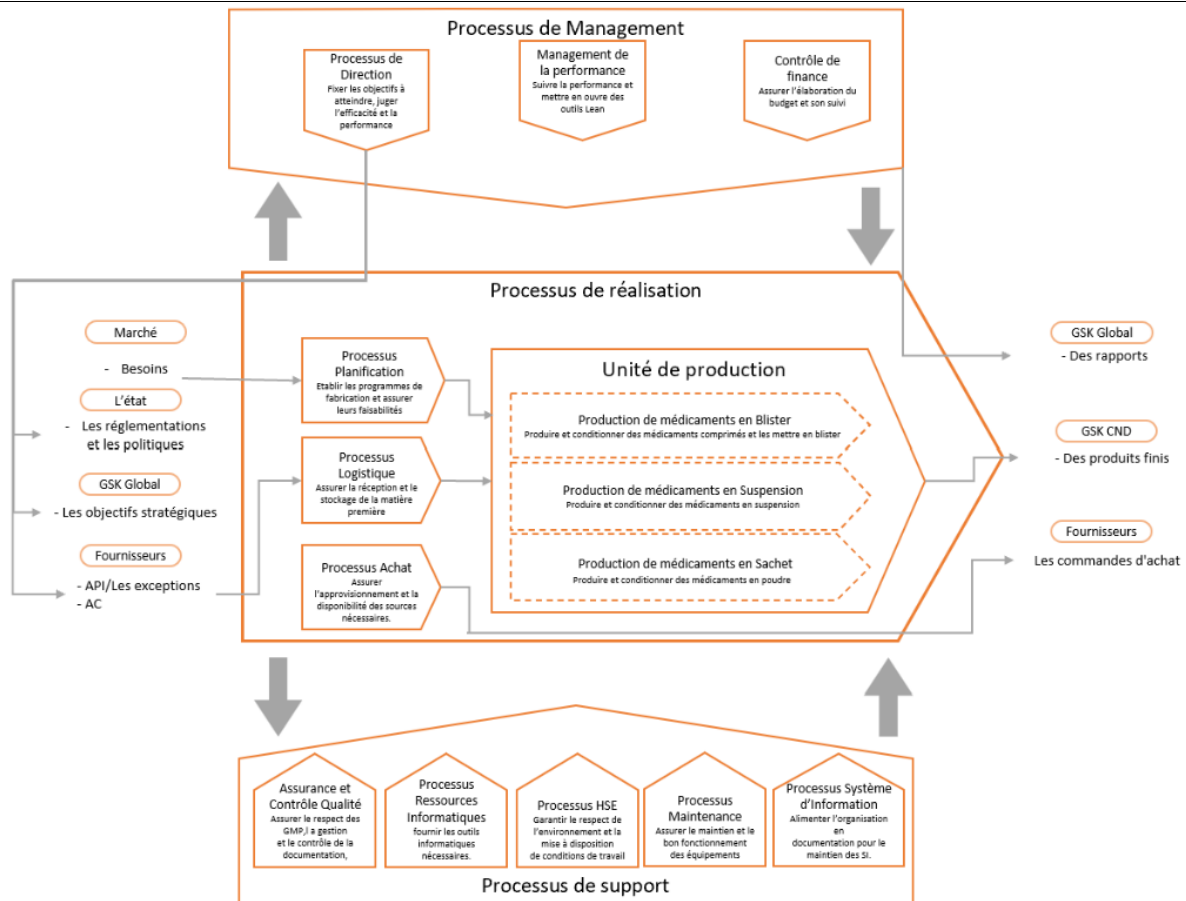 Processus de Management
Processus de
Direction
Fixer les objectifs à
atteindre, juger
l'efficacité et la
performance
Management de
la performance
Suivre la performance et
mettre en ouvre des
outils Lean
Contrôle de
finance
Assurer l'élaboration du
budget et son suivi
Processus de réalisation
Marché
- Besoins
L'état
- Les réglementations
et les politiques
GSK Global
- Les objectifs stratégiques
Fournisseurs
- API/Les exceptions
- AC
Processus
Planification
Etablir les programmes de
fabrication et assurer
leurs faisabilités
Processus
Logistique
Assurer la réception et le
stockage de la matière
première
Processus Achat
Assurer
l'approvisionnement et la
disponibilité des sources
nécessaires.
Unité de production
Production de médicaments en Blister
Produire et conditionner des médicaments comprimés et les mettre en blister
Production de médicaments en Suspension
Produire et conditionner des médicaments en suspension
Production de médicaments en Sachet
Produire et conditionner des médicaments en poudre
GSK Global
- Des rapports
GSK CND
- Des produits finis
Fournisseurs
Les commandes d'achat
Assurance et
Contrôle Qualité
Assurer le respect des
GMP,l a gestion
et le contrôle de la
documentation,
Processus
Ressources
Informatiques
fournir les outils
informatiques
nécessaires.
Processus HSE
Garantir le respect de
l'environnement et la
mise à disposition
de conditions de travail
Processus
Maintenance
Assurer le maintien et le
bon fonctionnement
des équipements
Processus Système
d'Information
Alimenter l'organisation
en
documentation pour le
maintien des SI.
Processus de support